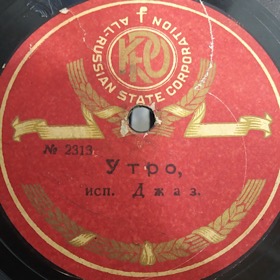 ALL-RUSSIAN STATE CORPORATION
№ 2313
Утро,
исп. Джаз.